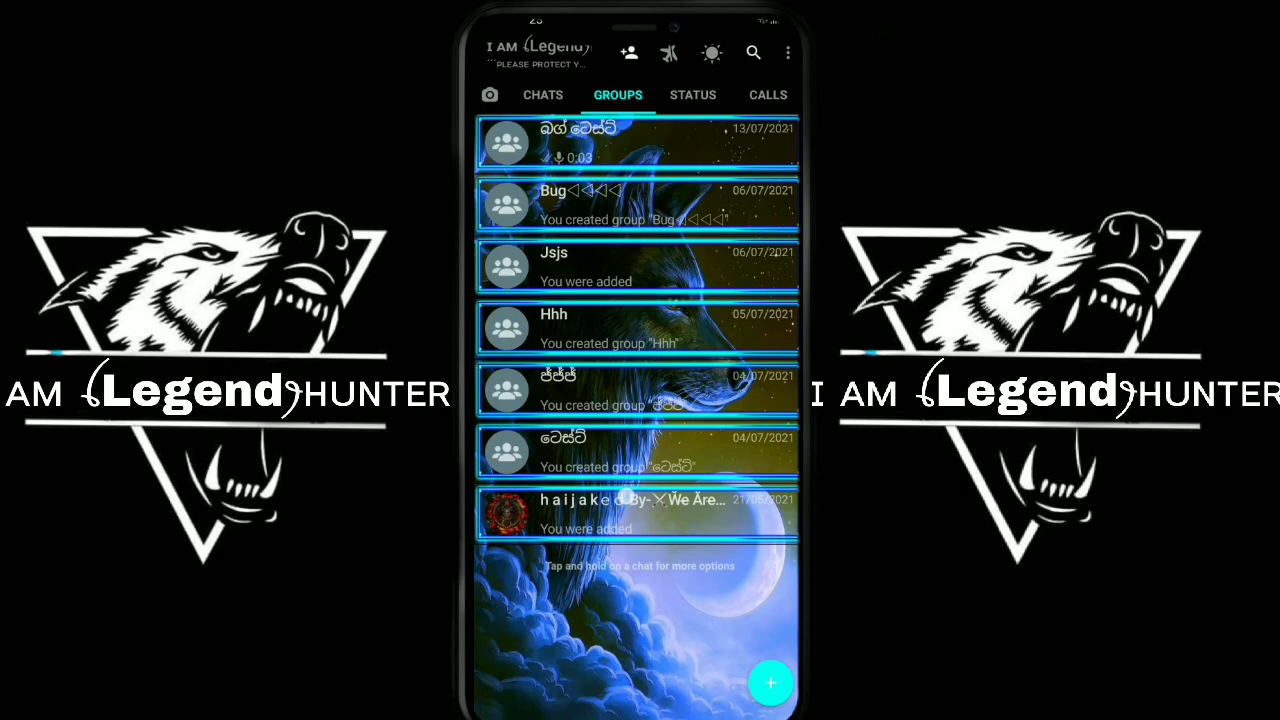 I AM Legend
PLEASE PROTECT Y...
CHATS
GROUPS
STATUS
CALLS
බග් ටෙස්ට්
13/07/2021
0:03
Bug◁◁◁◁
06/07/2021
You created group "Bug◁◁◁◁"
Jsjs
06/07/2021
You were added
Hhh
05/07/2021
You created group "Hhh"
04/07/2021
You created group
ටෙස්ට්
04/07/2021
You created group "ටෙස්ට්"
h a i j a k e d By-⚔W̌e Ǎre...
21/05/2021
You were added
Tap and hold on a chat for more options
AM Legend HUNTER
I AM Legend HUNTER